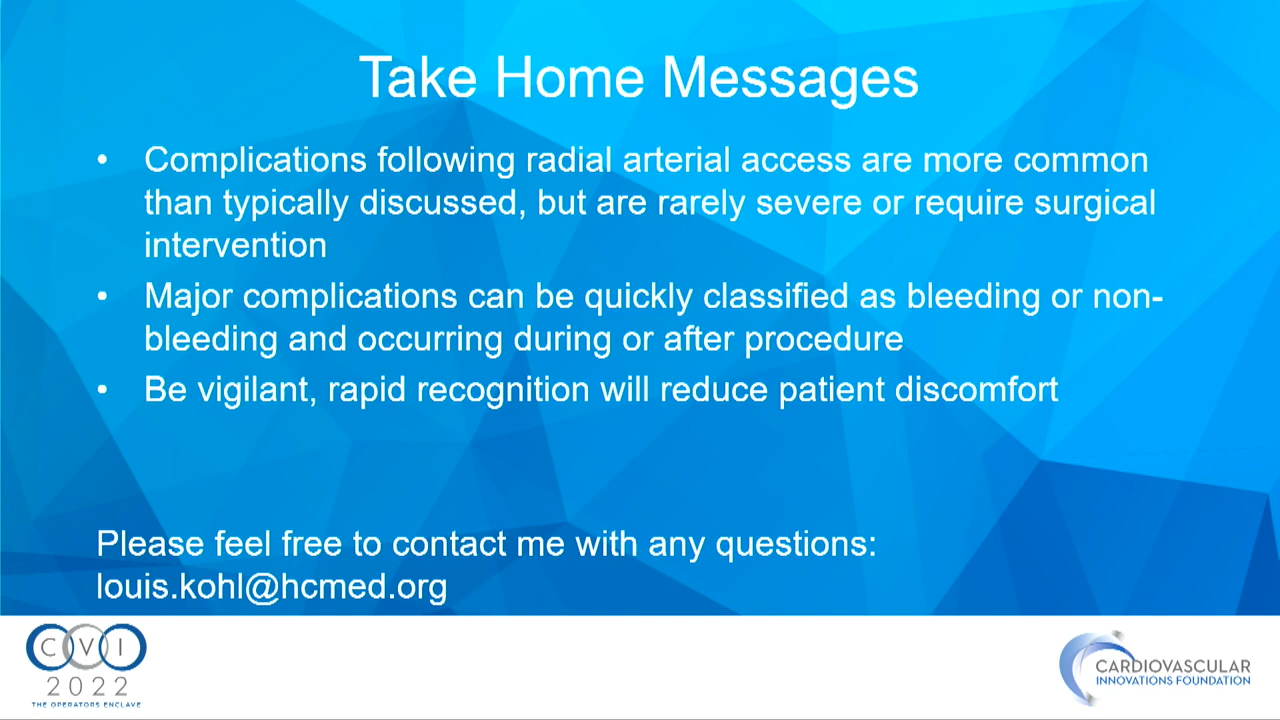 Take Home Messages
• Complications following radial arterial access are more common
than typically discussed, but are rarely severe or require surgical
intervention
• Major complications can be quickly classified as bleeding or non-
bleeding and occurring during or after procedure
• Be vigilant, rapid recognition will reduce patient discomfort
Please feel free to contact me with any questions:
louis.kohl@hcmed.org
CVI
2022
THE OPERATORS ENCLAVE
CARDIOVASCULAR
INNOVATIONS FOUNDATION